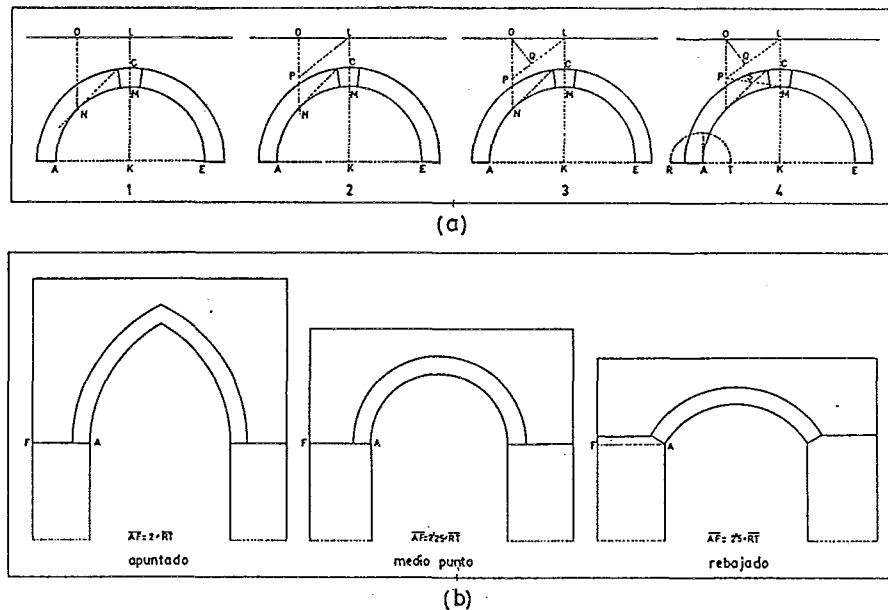 O L O L O L O L
C P C Q C Q C
P P S
N M N M N M M
A K E A K E A K E R A T K E
1 2 3 4
(a)
F A F A F A
AF=2·RT AF=2'25·RT AF=2'5·RT
apuntado medio punto rebajado
(b)